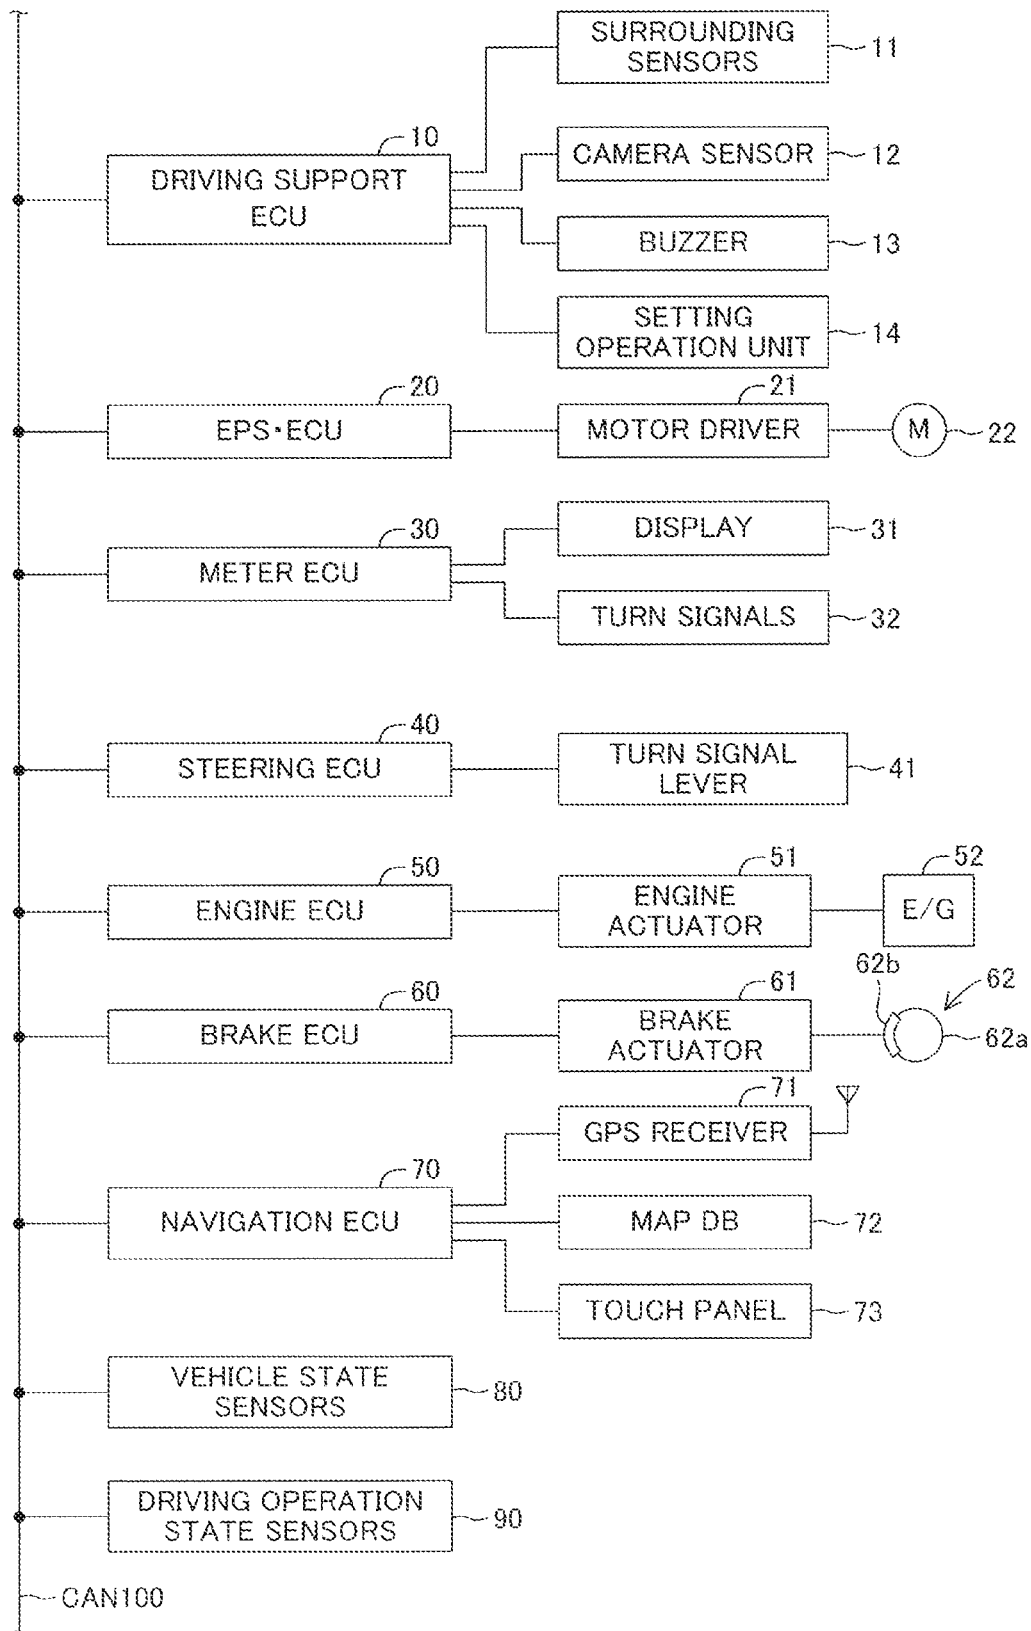 SURROUNDING
SENSORS
11
10
DRIVING SUPPORT
ECU
CAMERA SENSOR
12
BUZZER
13
SETTING
OPERATION UNIT
14
20
EPS・ECU
21
MOTOR DRIVER
M
22
30
METER ECU
DISPLAY
31
TURN SIGNALS
32
40
STEERING ECU
TURN SIGNAL
LEVER
41
50
ENGINE ECU
51
ENGINE
ACTUATOR
52
E/G
60
BRAKE ECU
61
BRAKE
ACTUATOR
62b
62
62a
70
NAVIGATION ECU
71
GPS RECEIVER
MAP DB
72
TOUCH PANEL
73
VEHICLE STATE
SENSORS
80
DRIVING OPERATION
STATE SENSORS
90
CAN100